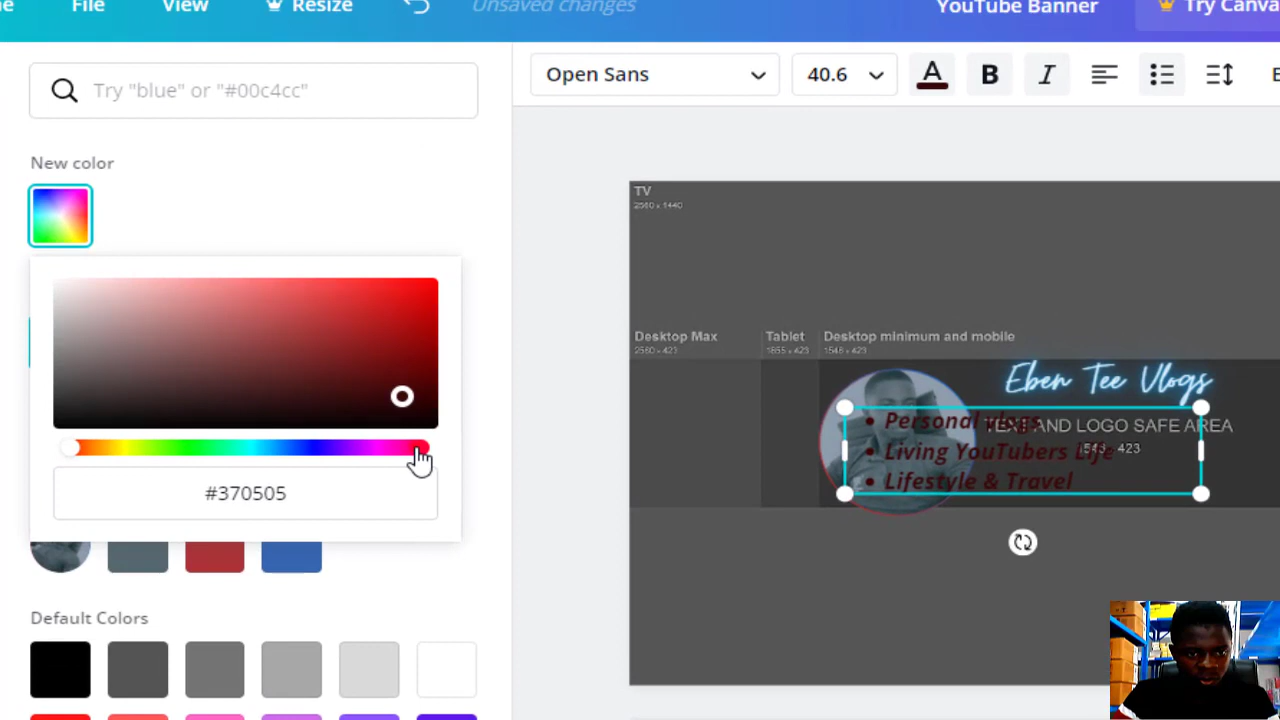 File View Resize Unsaved changes YouTube Banner Try Canva
Open Sans 40.6 A B I
Try "blue" or "#00c4cc"
New color
#370505
Default Colors
TV
2560 x 1440
Desktop Max Tablet Desktop minimum and mobile
2560 x 423 1855 x 423 1546 x 423
Eben Tee Vlogs
• Personal vlogs
TEXT AND LOGO SAFE AREA
• Living YouTubers Life
1546 x 423
• Lifestyle & Travel